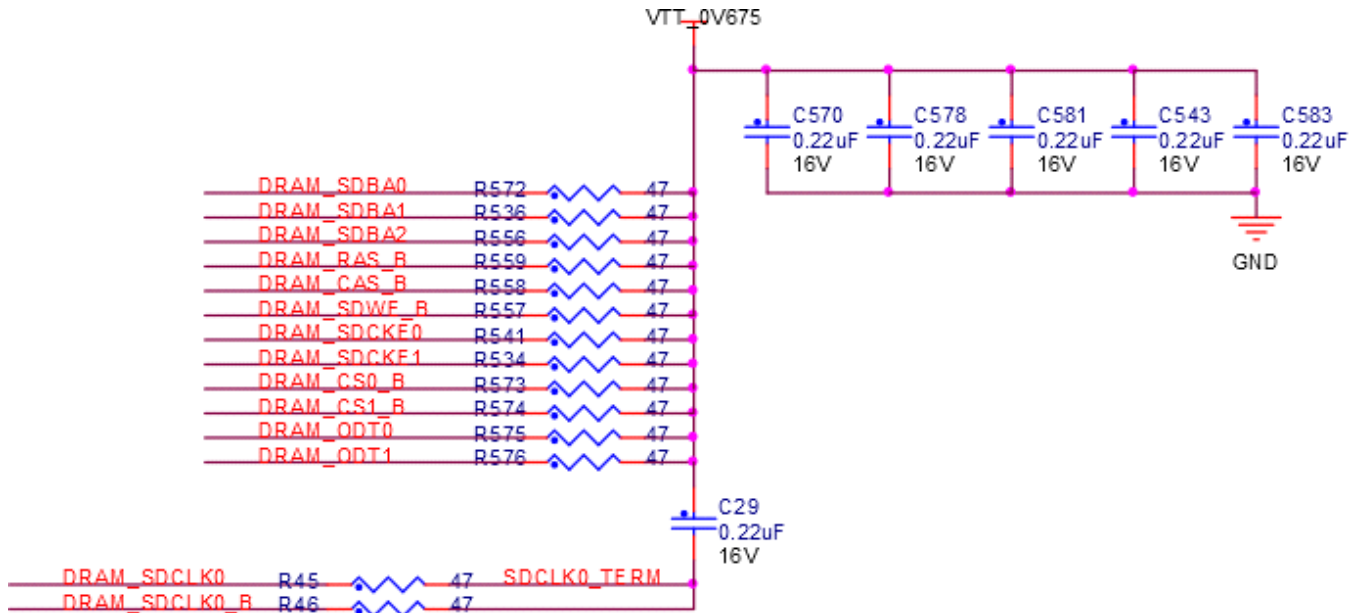 VTT_0V675
C570 C578 C581 C543 C583
0.22uF 0.22uF 0.22uF 0.22uF 0.22uF
16V 16V 16V 16V 16V
DRAM_SDBA0 R572 47
DRAM_SDBA1 R536 47
DRAM_SDBA2 R556 47
DRAM_RAS_B R559 47
DRAM_CAS_B R558 47
DRAM_SDWE_B R557 47
DRAM_SDCKE0 R541 47
DRAM_SDCKE1 R534 47
DRAM_CS0_B R573 47
DRAM_CS1_B R574 47
DRAM_ODT0 R575 47
DRAM_ODT1 R576 47
GND
C29
0.22uF
16V
DRAM_SDCLK0 R45 47 SDCLK0_TERM
DRAM_SDCLK0_B R46 47